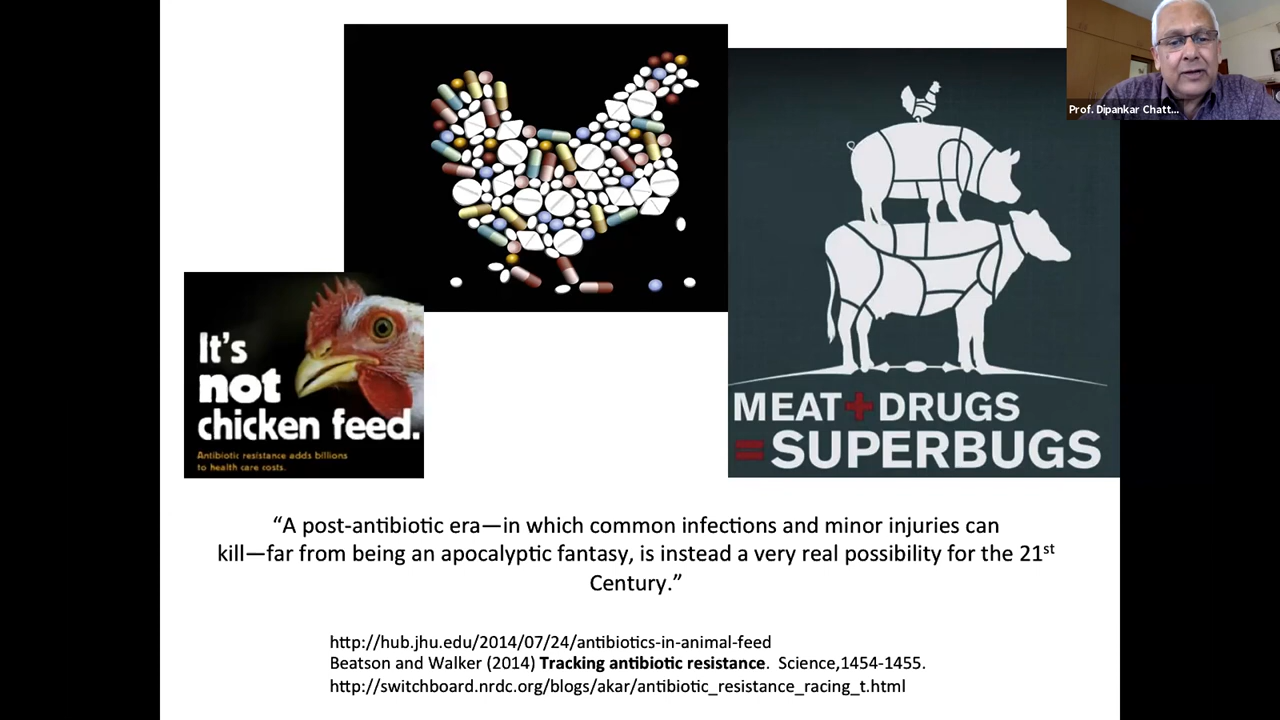 Prof. Dipankar Chatt...
It's
not
chicken feed.
Antibiotic resistance adds billions
to health care costs.
MEAT+DRUGS
=SUPERBUGS
“A post-antibiotic era—in which common infections and minor injuries can
kill—far from being an apocalyptic fantasy, is instead a very real possibility for the 21st
Century.”
http://hub.jhu.edu/2014/07/24/antibiotics-in-animal-feed
Beatson and Walker (2014) Tracking antibiotic resistance.  Science,1454-1455.
http://switchboard.nrdc.org/blogs/akar/antibiotic_resistance_racing_t.html